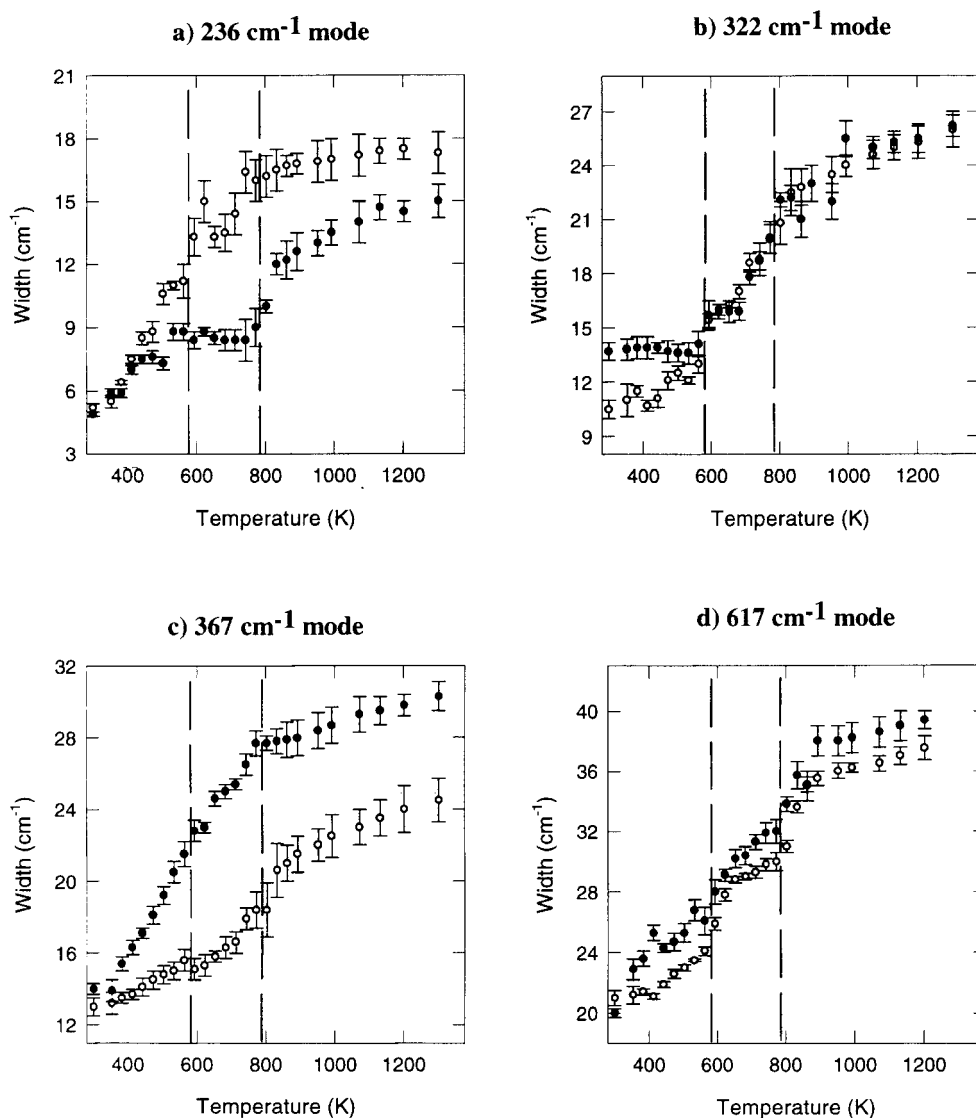 a) 236 cm-1 mode
21
18
15
12
9
6
3
Width (cm-1)
400 600 800 1000 1200
Temperature (K)
b) 322 cm-1 mode
27
24
21
18
15
12
9
Width (cm-1)
400 600 800 1000 1200
Temperature (K)
c) 367 cm-1 mode
32
28
24
20
16
12
Width (cm-1)
400 600 800 1000 1200
Temperature (K)
d) 617 cm-1 mode
40
36
32
28
24
20
Width (cm-1)
400 600 800 1000 1200
Temperature (K)